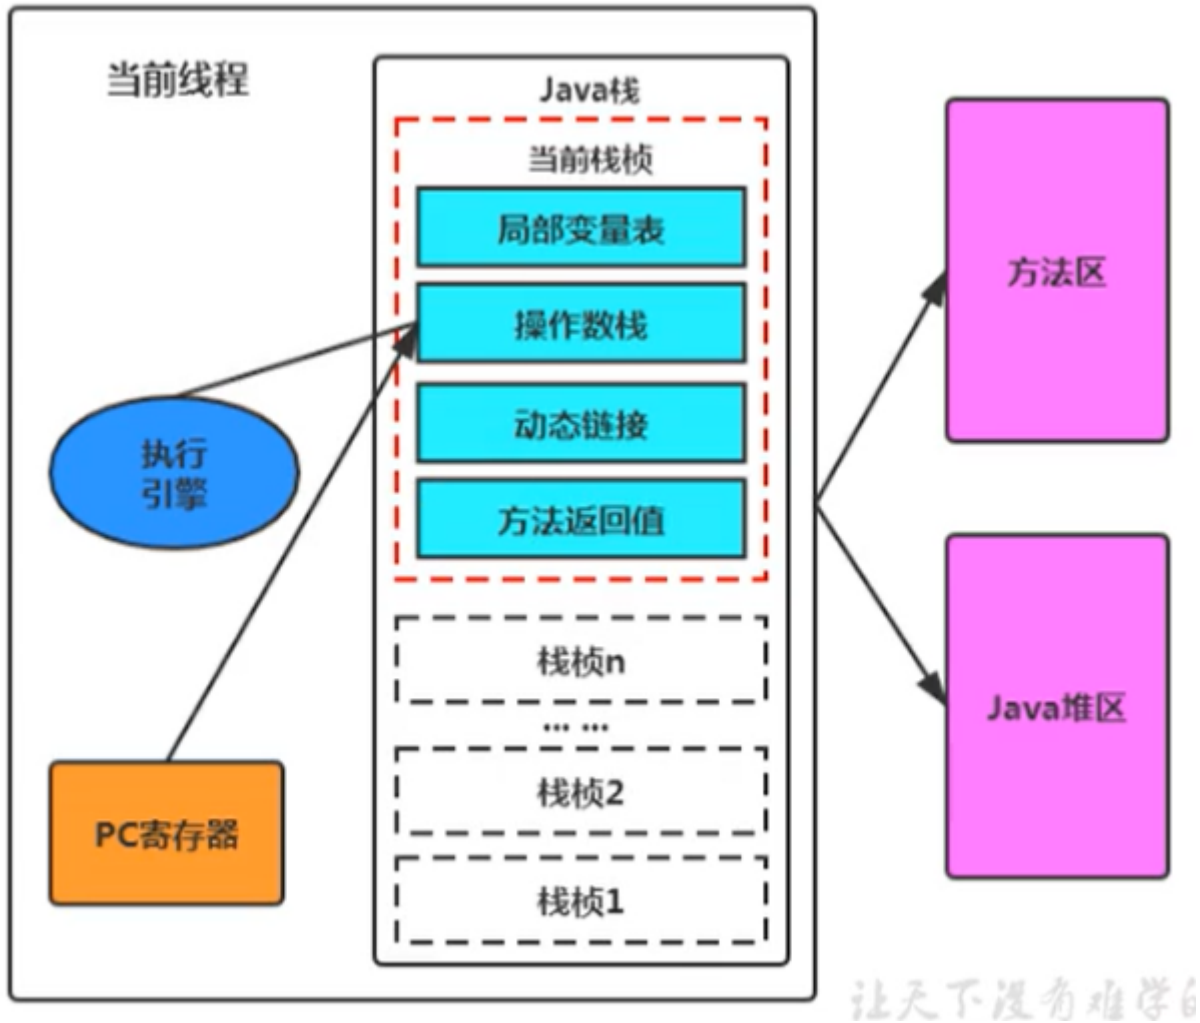 当前线程
Java栈
当前栈桢
局部变量表
操作数栈
动态链接
方法返回值
执行
引擎
栈桢n
... ...
栈桢2
栈桢1
PC寄存器
方法区
Java堆区
让天下没有难学的